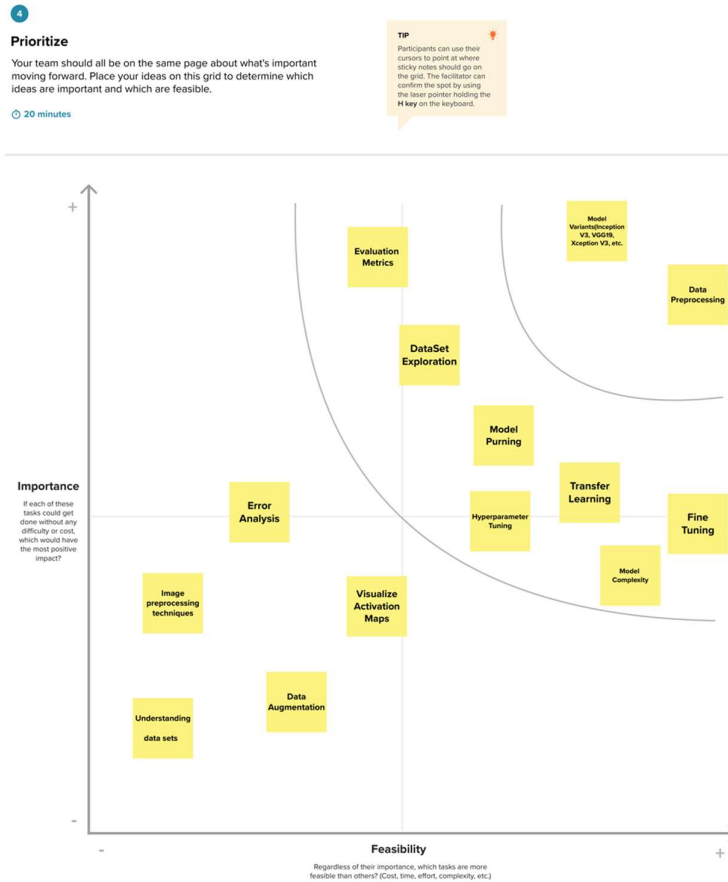 4
Prioritize
Your team should all be on the same page about what's important
moving forward. Place your ideas on this grid to determine which
ideas are important and which are feasible.
20 minutes
TIP
Participants can use their
cursors to point at where
sticky notes should go on
the grid. The facilitator can
confirm the spot by using
the laser pointer holding the
H key on the keyboard.
+
Model
Variants(Inception
V3, VGG19,
Xception V3, etc.
Evaluation
Metrics
Data
Preprocessing
DataSet
Exploration
Model
Purning
Importance
If each of these
tasks could get
done without any
difficulty or cost,
which would have
the most positive
impact?
Error
Analysis
Transfer
Learning
Hyperparameter
Tuning
Fine
Tuning
Model
Complexity
Image
preprocessing
techniques
Visualize
Activation
Maps
Data
Augmentation
Understanding
data sets
-
-
Feasibility
+
Regardless of their importance, which tasks are more
feasible than others? (Cost, time, effort, complexity, etc.)